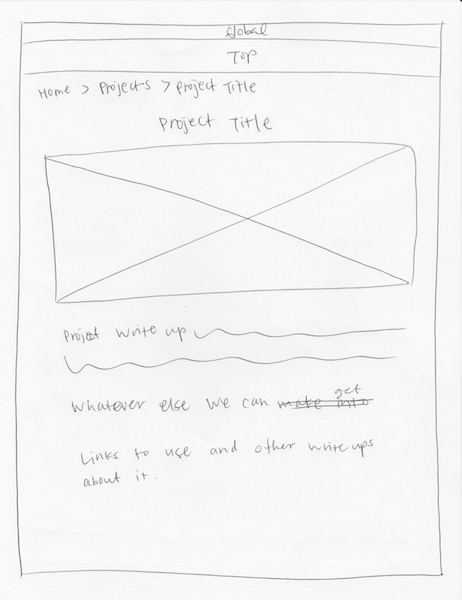 Global
Top
Home > Projects > Project Title
Project Title
Project Write up
Whatever else we can make into get
Links to use and other write ups
about it.